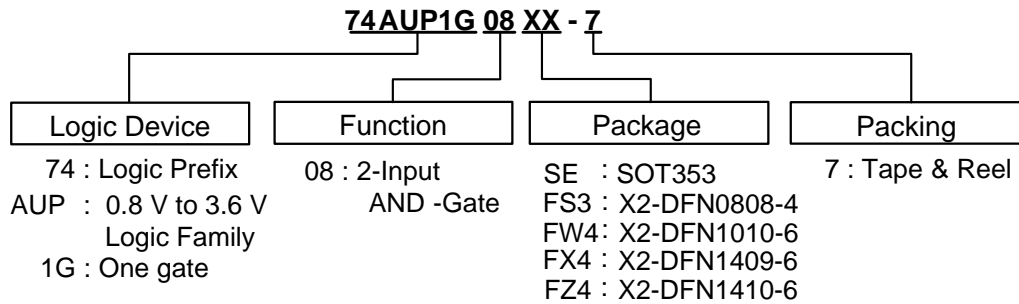 74AUP1G 08 XX - 7
Logic Device
74 : Logic Prefix
AUP : 0.8 V to 3.6 V
Logic Family
1G : One gate
Function
08 : 2-Input
AND -Gate
Package
SE : SOT353
FS3 : X2-DFN0808-4
FW4: X2-DFN1010-6
FX4 : X2-DFN1409-6
FZ4 : X2-DFN1410-6
Packing
7 : Tape & Reel